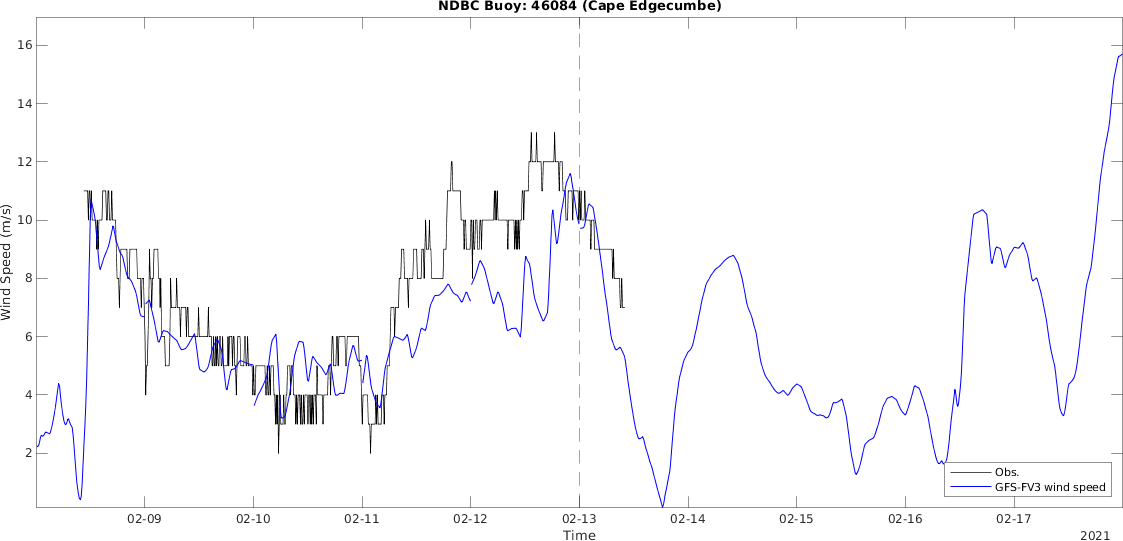 NDBC Buoy: 46084 (Cape Edgecumbe)
Wind Speed (m/s)
16
14
12
10
8
6
4
2
Obs.
GFS-FV3 wind speed
02-09 02-10 02-11 02-12 02-13 02-14 02-15 02-16 02-17
Time
2021